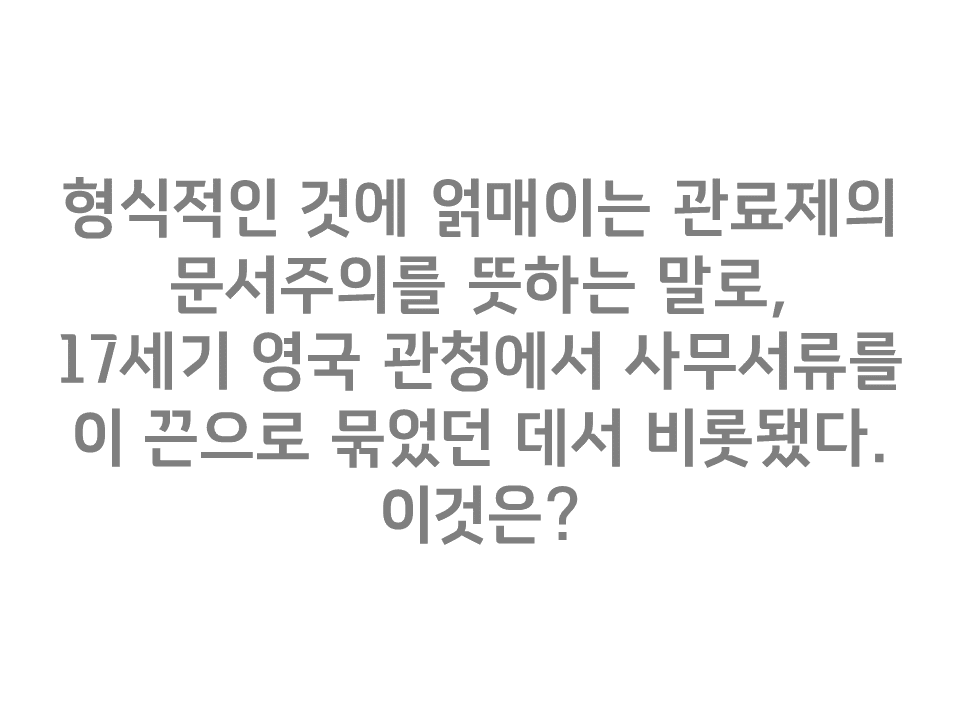 형식적인 것에 얽매이는 관료제의
문서주의를 뜻하는 말로,
17세기 영국 관청에서 사무서류를
이 끈으로 묶었던 데서 비롯됐다.
이것은?